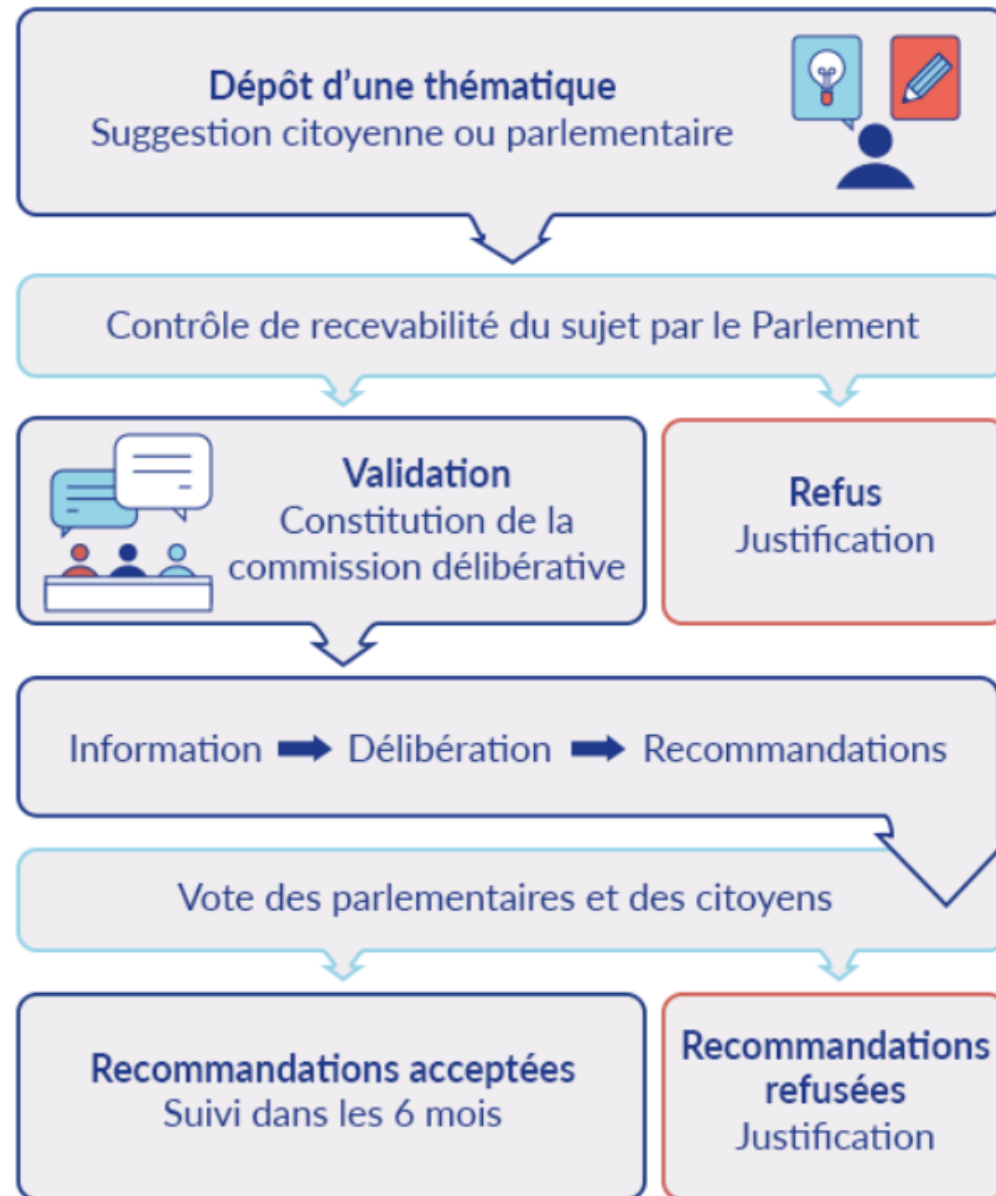 Dépôt d'une thématique
Suggestion citoyenne ou parlementaire
Contrôle de recevabilité du sujet par le Parlement
Validation
Constitution de la
commission délibérative
Refus
Justification
Information ➡ Délibération ➡ Recommandations
Vote des parlementaires et des citoyens
Recommandations acceptées
Suivi dans les 6 mois
Recommandations
refusées
Justification